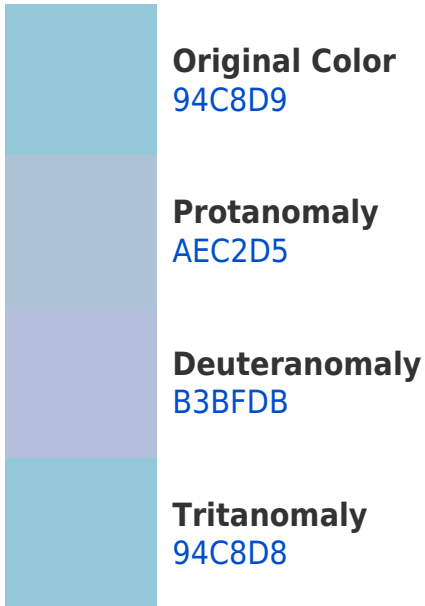 Original Color
94C8D9
Protanomaly
AEC2D5
Deuteranomaly
B3BFDB
Tritanomaly
94C8D8